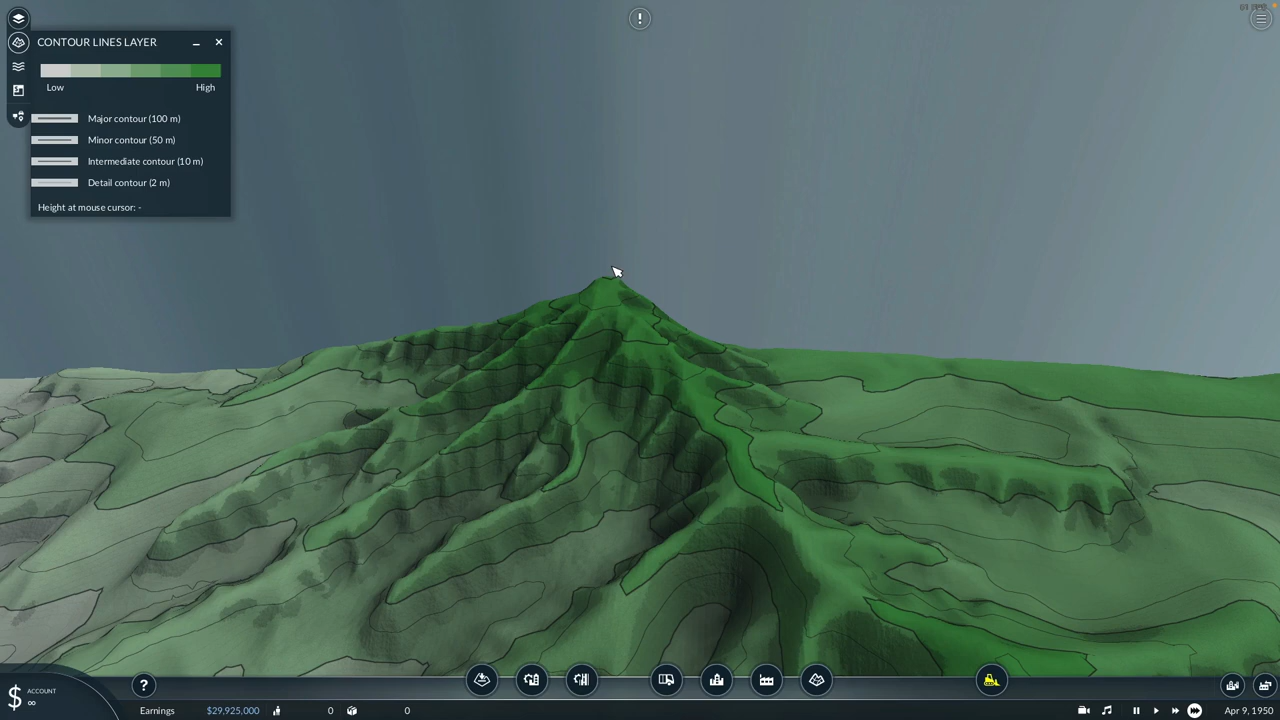 CONTOUR LINES LAYER
Low High
Major contour (100 m)
Minor contour (50 m)
Intermediate contour (10 m)
Detail contour (2 m)
Height at mouse cursor: -
!
$ ACCOUNT
∞
?
Earnings $29,925,000 0 0 Apr 9, 1950